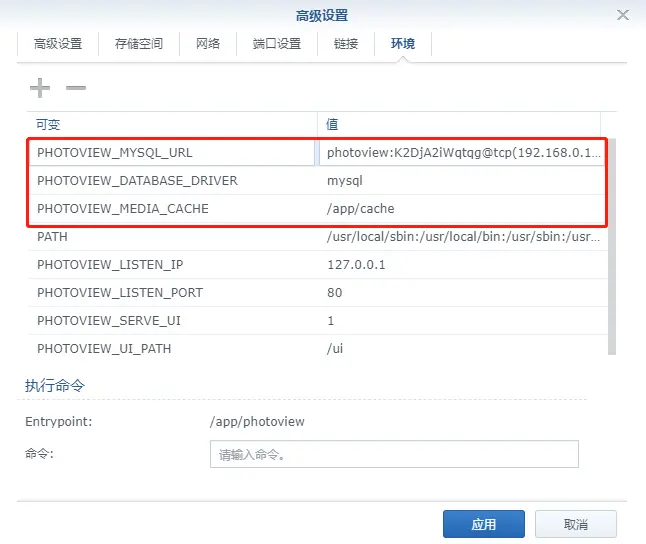 高级设置
高级设置 存储空间 网络 端口设置 链接 环境
可变 值
PHOTOVIEW_MYSQL_URL photoview:K2DjA2iWqtqg@tcp(192.168.0.1...
PHOTOVIEW_DATABASE_DRIVER mysql
PHOTOVIEW_MEDIA_CACHE /app/cache
PATH /usr/local/sbin:/usr/local/bin:/usr/sbin:/usr...
PHOTOVIEW_LISTEN_IP 127.0.0.1
PHOTOVIEW_LISTEN_PORT 80
PHOTOVIEW_SERVE_UI 1
PHOTOVIEW_UI_PATH /ui
执行命令
Entrypoint: /app/photoview
命令: 请输入命令。
应用 取消